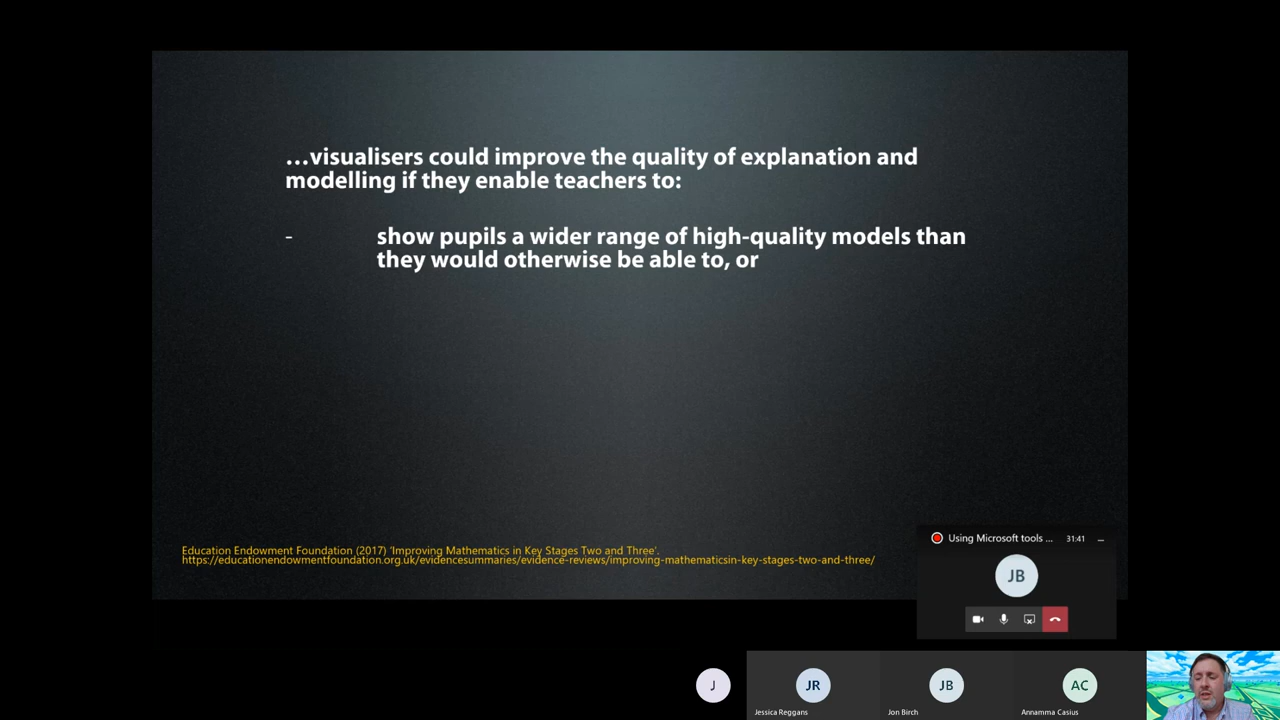 ...visualisers could improve the quality of explanation and
modelling if they enable teachers to:
- show pupils a wider range of high-quality models than
they would otherwise be able to, or
Education Endowment Foundation (2017) 'Improving Mathematics in Key Stages Two and Three'.
https://educationendowmentfoundation.org.uk/evidencesummaries/evidence-reviews/improving-mathematicsin-key-stages-two-and-three/
Using Microsoft tools ... 31:41 ...
JB
J
JR
JB
AC
Jessica Reggans
Jon Birch
Annamma Casius